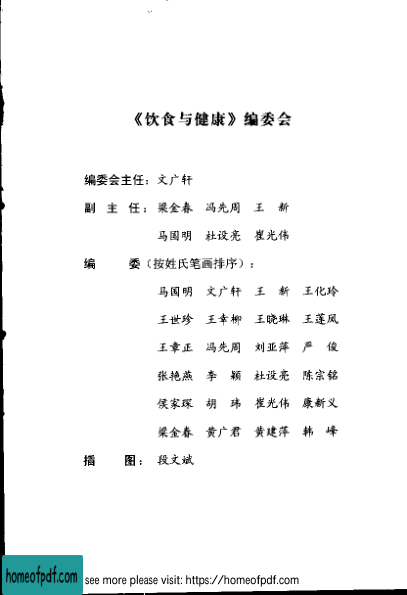 《饮食与健康》编委会
编委会主任：文广轩
副 主 任：梁金春 冯先周 王 新
马国明 杜设亮 崔光伟
编 委（按姓氏笔画排序）：
马国明 文广轩 王 新 王化玲
王世珍 王幸柳 王晓琳 王莲凤
王章正 冯先周 刘亚萍 严 俊
张艳燕 李 颖 杜设亮 陈宗铭
侯家琛 胡 玮 崔光伟 康新义
梁金春 黄广君 黄建萍 韩 峰
插 图：段文斌
homeofpdf.com see more please visit: https://homeofpdf.com